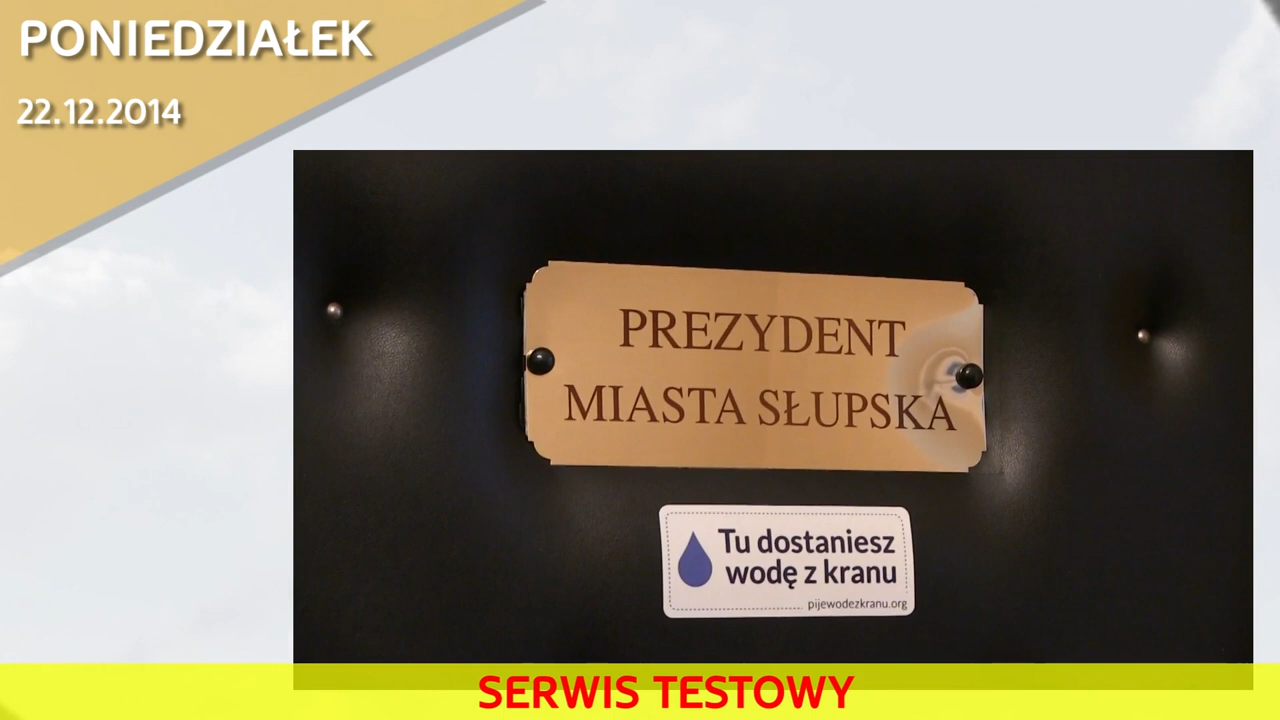 PONIEDZIAŁEK
22.12.2014
PREZYDENT
MIASTA SŁUPSKA
Tu dostaniesz
wodę z kranu
pijewodezkranu.org
SERWIS TESTOWY